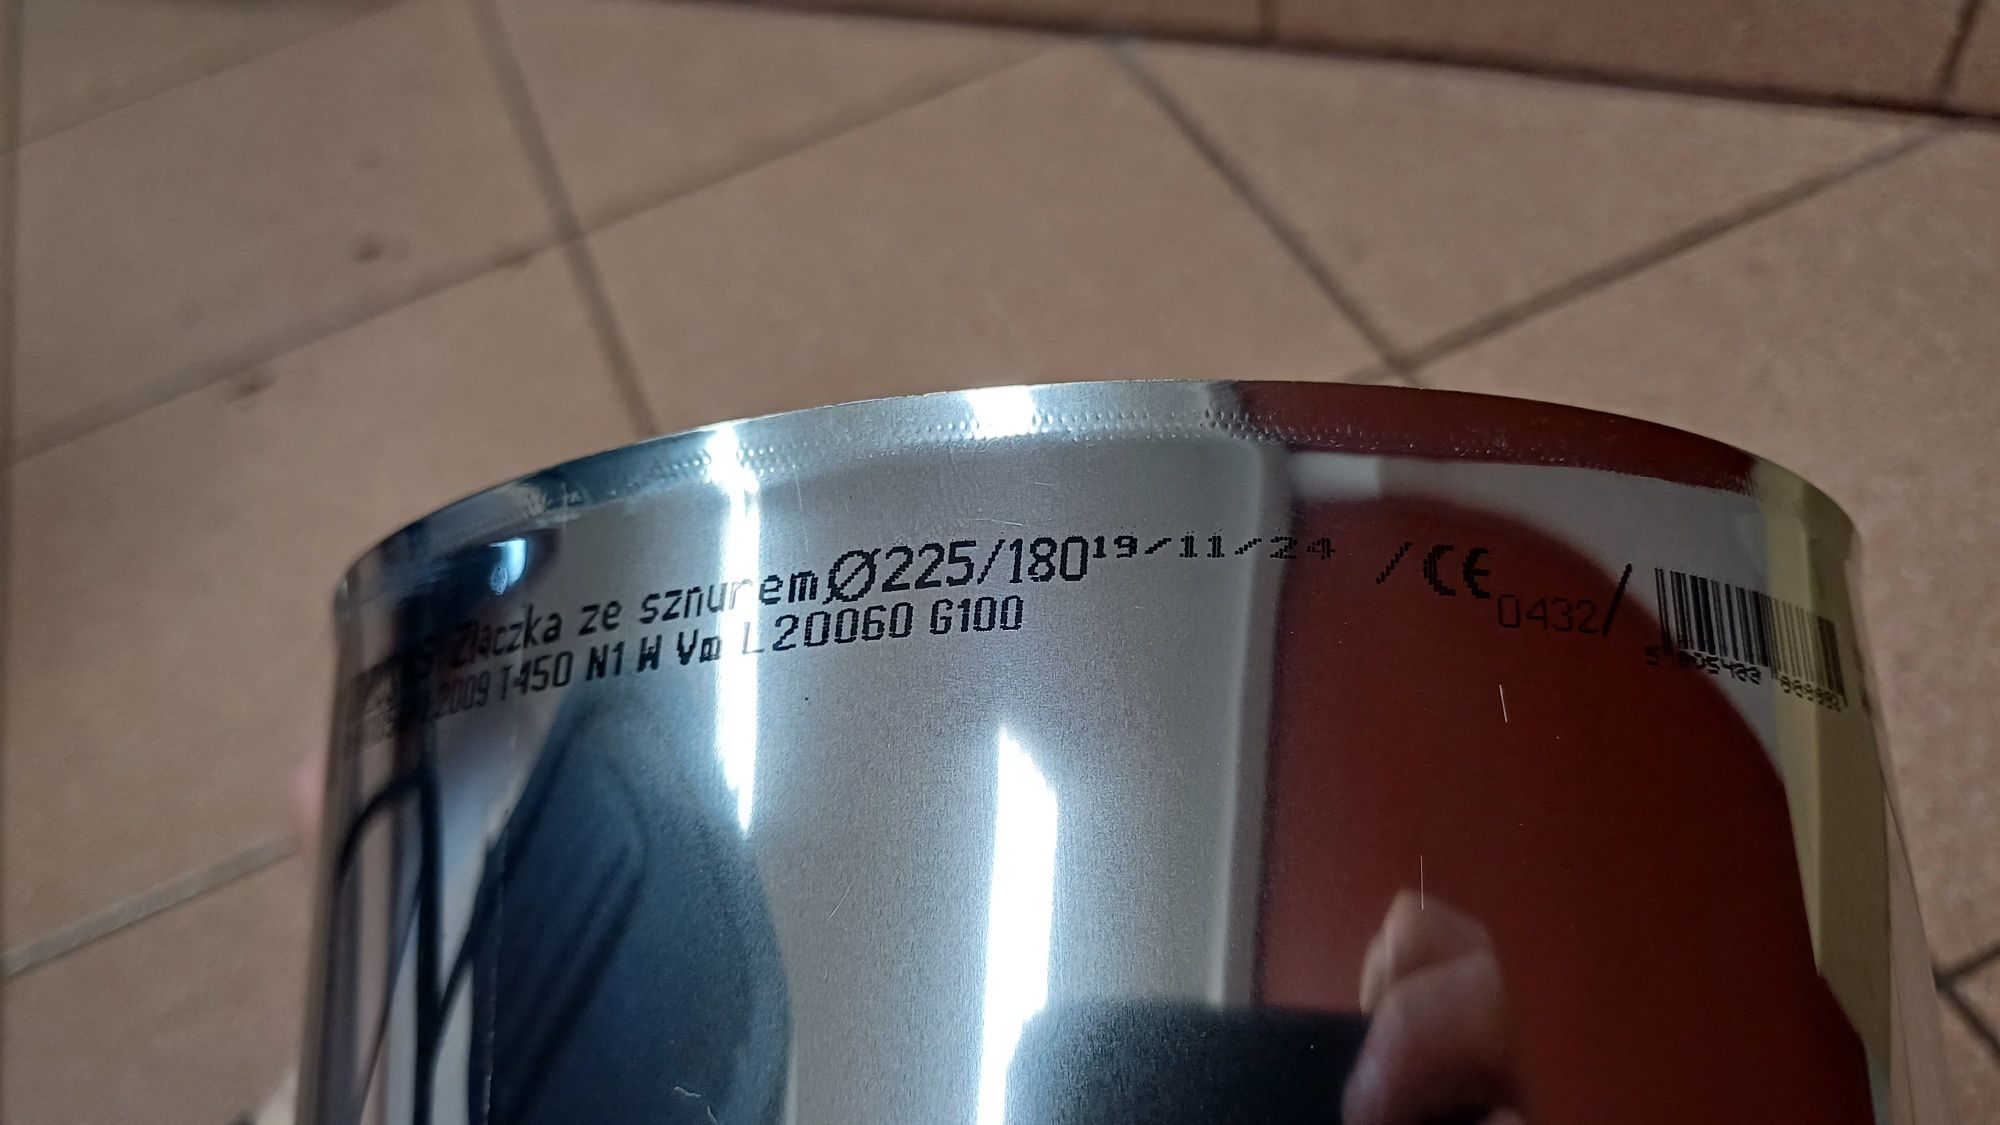 Złączka ze sznurem Ø225/180 19/11/24 / CE 0432 /
2009 T450 N1 W Vm L20060 G100